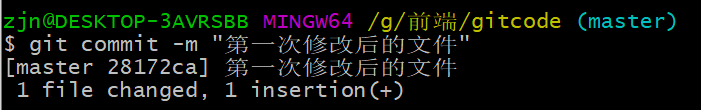 zjn@DESKTOP-3AVRSBB MINGW64 /g/前端/gitcode (master)
$ git commit -m "第一次修改后的文件"
[master 28172ca] 第一次修改后的文件
 1 file changed, 1 insertion(+)